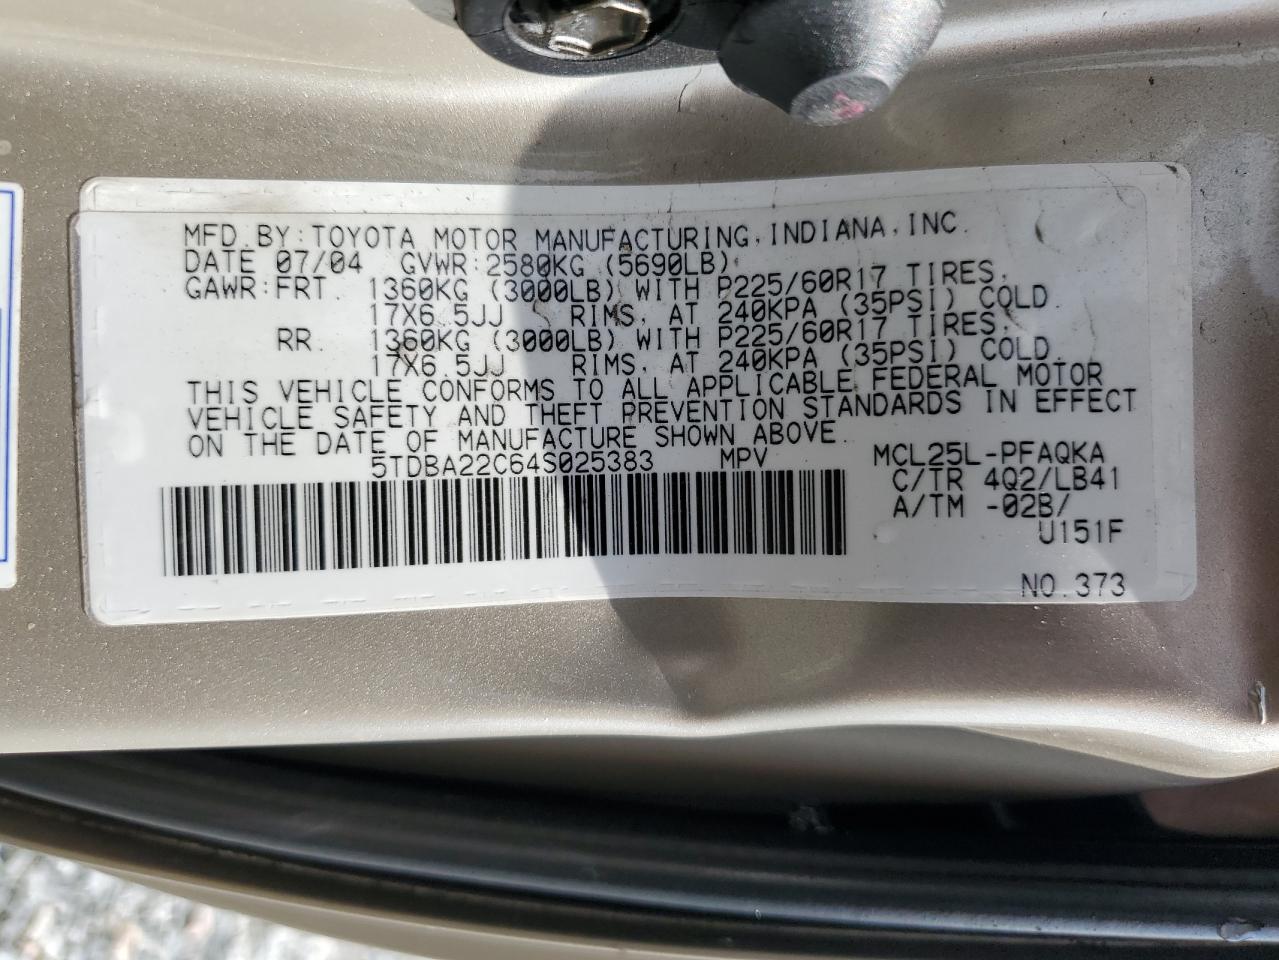 MFD. BY: TOYOTA MOTOR MANUFACTURING, INDIANA, INC.
DATE 07/04 GVWR: 2580KG (5690LB)
GAWR: FRT 1360KG (3000LB) WITH P225/60R17 TIRES,
17X6.5JJ RIMS, AT 240KPA (35PSI) COLD.
RR 1360KG (3000LB) WITH P225/60R17 TIRES,
17X6.5JJ RIMS, AT 240KPA (35PSI) COLD.
THIS VEHICLE CONFORMS TO ALL APPLICABLE FEDERAL MOTOR
VEHICLE SAFETY AND THEFT PREVENTION STANDARDS IN EFFECT
ON THE DATE OF MANUFACTURE SHOWN ABOVE.
5TDBA22C64S025383 MPV MCL25L-PFAQKA
C/TR 4Q2/LB41
A/TM -02B/
U151F
NO. 373